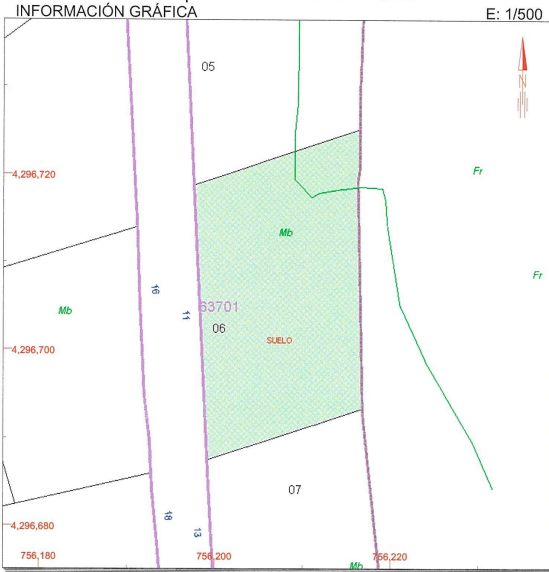 INFORMACIÓN GRÁFICA
E: 1/500
05
N
4,296,720
Fr
Mb
Fr
16
63701
Mb
11
06
SUELO
4,296,700
07
18
13
4,296,680
756,180
756,200
756,220
Mb